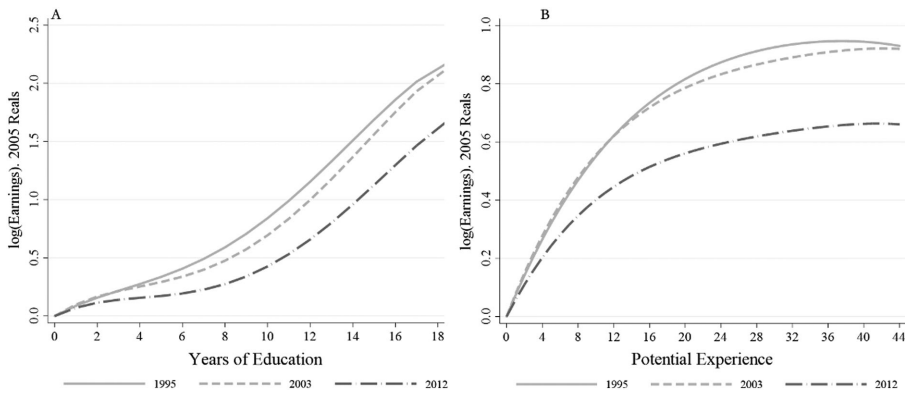 A
log(Earnings). 2005 Reals
2.5
2.0
1.5
1.0
0.5
0.0
0 2 4 6 8 10 12 14 16 18
Years of Education
1995 2003 2012
B
log(Earnings). 2005 Reals
1.0
0.8
0.6
0.4
0.2
0.0
0 4 8 12 16 20 24 28 32 36 40 44
Potential Experience
1995 2003 2012